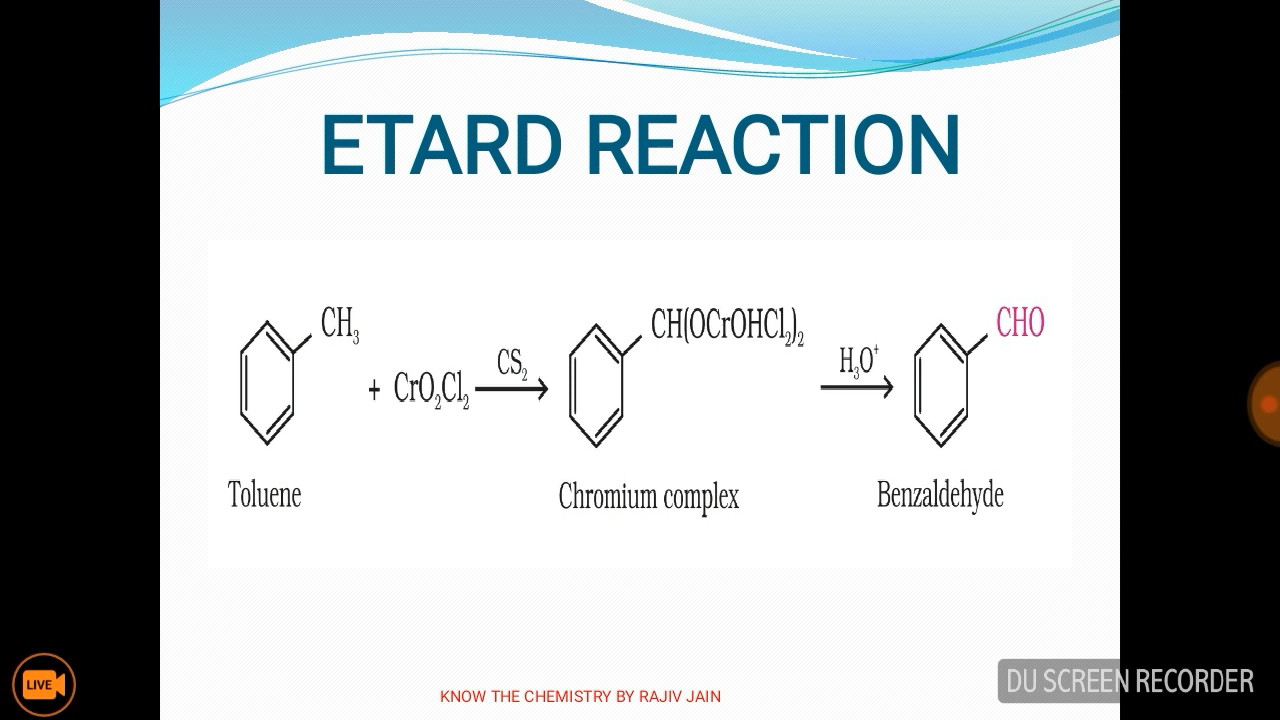 ETARD REACTION
CH₃ + CrO₂Cl₂ CS₂ CH(OCrOHCl₂)₂ H₃O⁺ CHO
Toluene Chromium complex Benzaldehyde
LIVE
KNOW THE CHEMISTRY BY RAJIV JAIN
DU SCREEN RECORDER